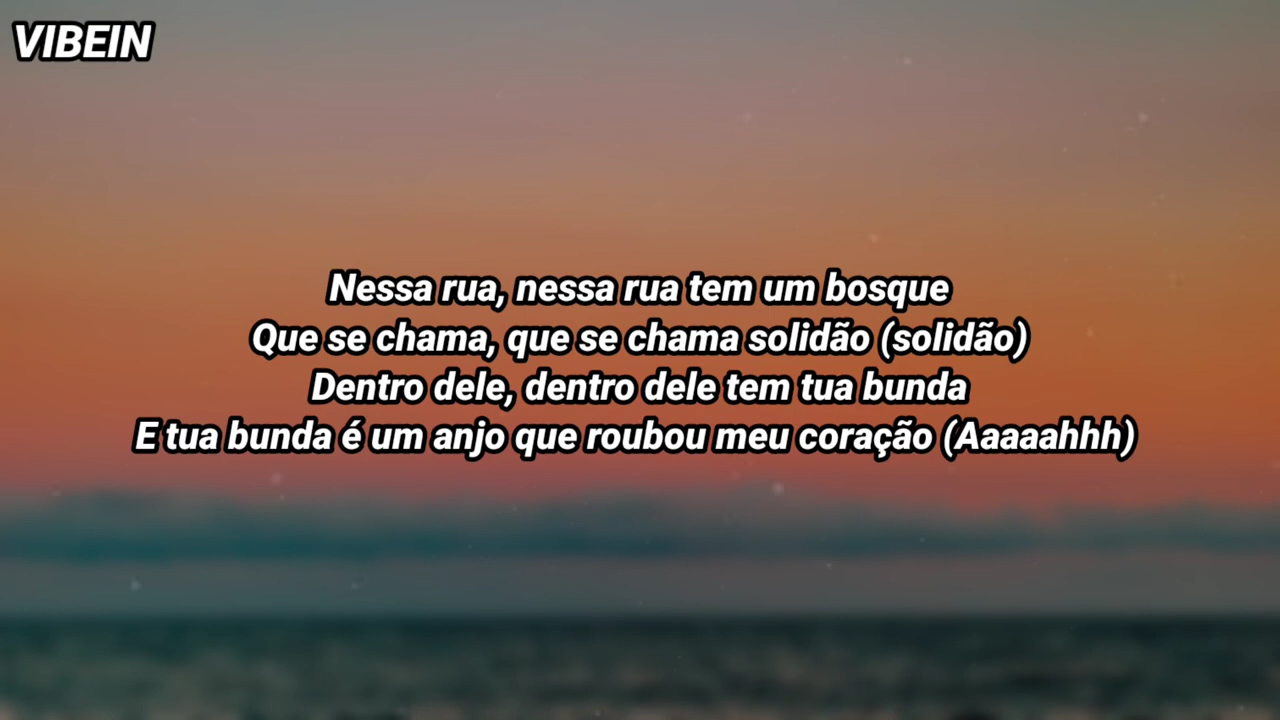 VIBEIN
Nessa rua, nessa rua tem um bosque
Que se chama, que se chama solidão (solidão)
Dentro dele, dentro dele tem tua bunda
E tua bunda é um anjo que roubou meu coração (Aaaaahhh)